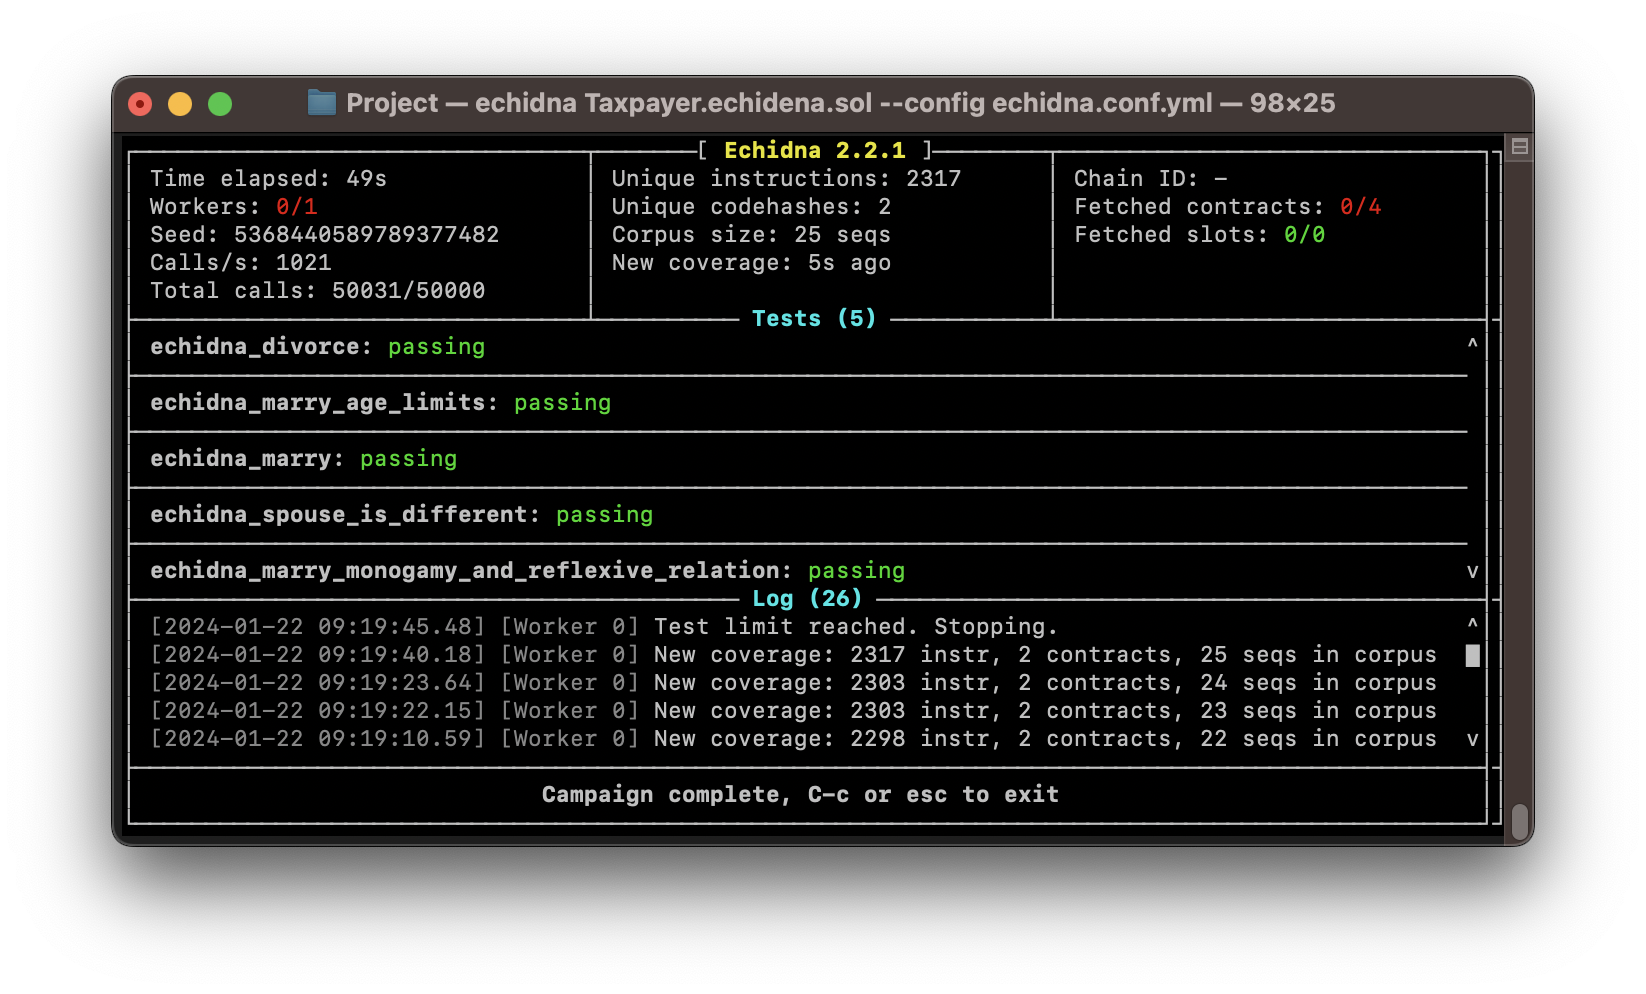 Project — echidna Taxpayer.echidena.sol --config echidna.conf.yml — 98×25
[ Echidna 2.2.1 ]
Time elapsed: 49s
Workers: 0/1
Seed: 5368440589789377482
Calls/s: 1021
Total calls: 50031/50000
Unique instructions: 2317
Unique codehashes: 2
Corpus size: 25 seqs
New coverage: 5s ago
Chain ID: -
Fetched contracts: 0/4
Fetched slots: 0/0
Tests (5)
echidna_divorce: passing ^
echidna_marry_age_limits: passing
echidna_marry: passing
echidna_spouse_is_different: passing
echidna_marry_monogamy_and_reflexive_relation: passing v
Log (26)
[2024-01-22 09:19:45.48] [Worker 0] Test limit reached. Stopping. ^
[2024-01-22 09:19:40.18] [Worker 0] New coverage: 2317 instr, 2 contracts, 25 seqs in corpus
[2024-01-22 09:19:23.64] [Worker 0] New coverage: 2303 instr, 2 contracts, 24 seqs in corpus
[2024-01-22 09:19:22.15] [Worker 0] New coverage: 2303 instr, 2 contracts, 23 seqs in corpus
[2024-01-22 09:19:10.59] [Worker 0] New coverage: 2298 instr, 2 contracts, 22 seqs in corpus v
Campaign complete, C-c or esc to exit